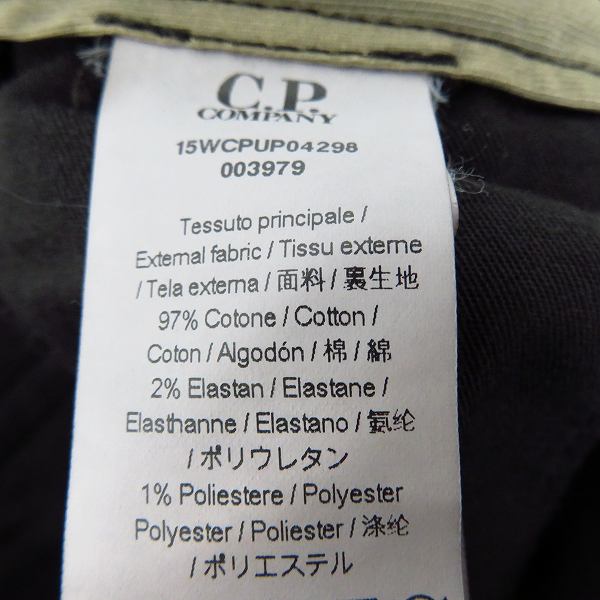 C.P.
COMPANY
15WCPUP04298
003979
Tessuto principale /
External fabric / Tissu externe
/ Tela externa / 面料 / 裏生地
97% Cotone / Cotton /
Coton / Algodón / 棉 / 綿
2% Elastan / Elastane /
Elasthanne / Elastano / 氨纶
/ ポリウレタン
1% Poliestere / Polyester
Polyester / Poliester / 涤纶
/ ポリエステル